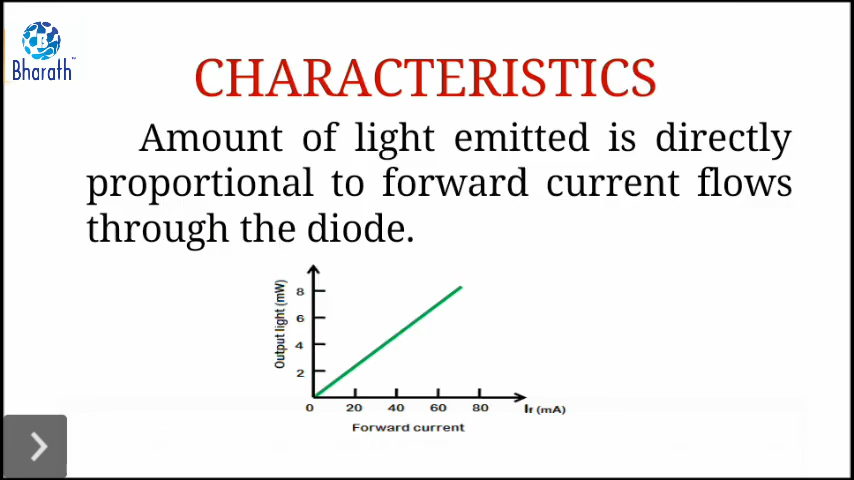 Bharath
CHARACTERISTICS
Amount of light emitted is directly
proportional to forward current flows
through the diode.
Output light (mW)
8
6
4
2
0 20 40 60 80 If (mA)
Forward current